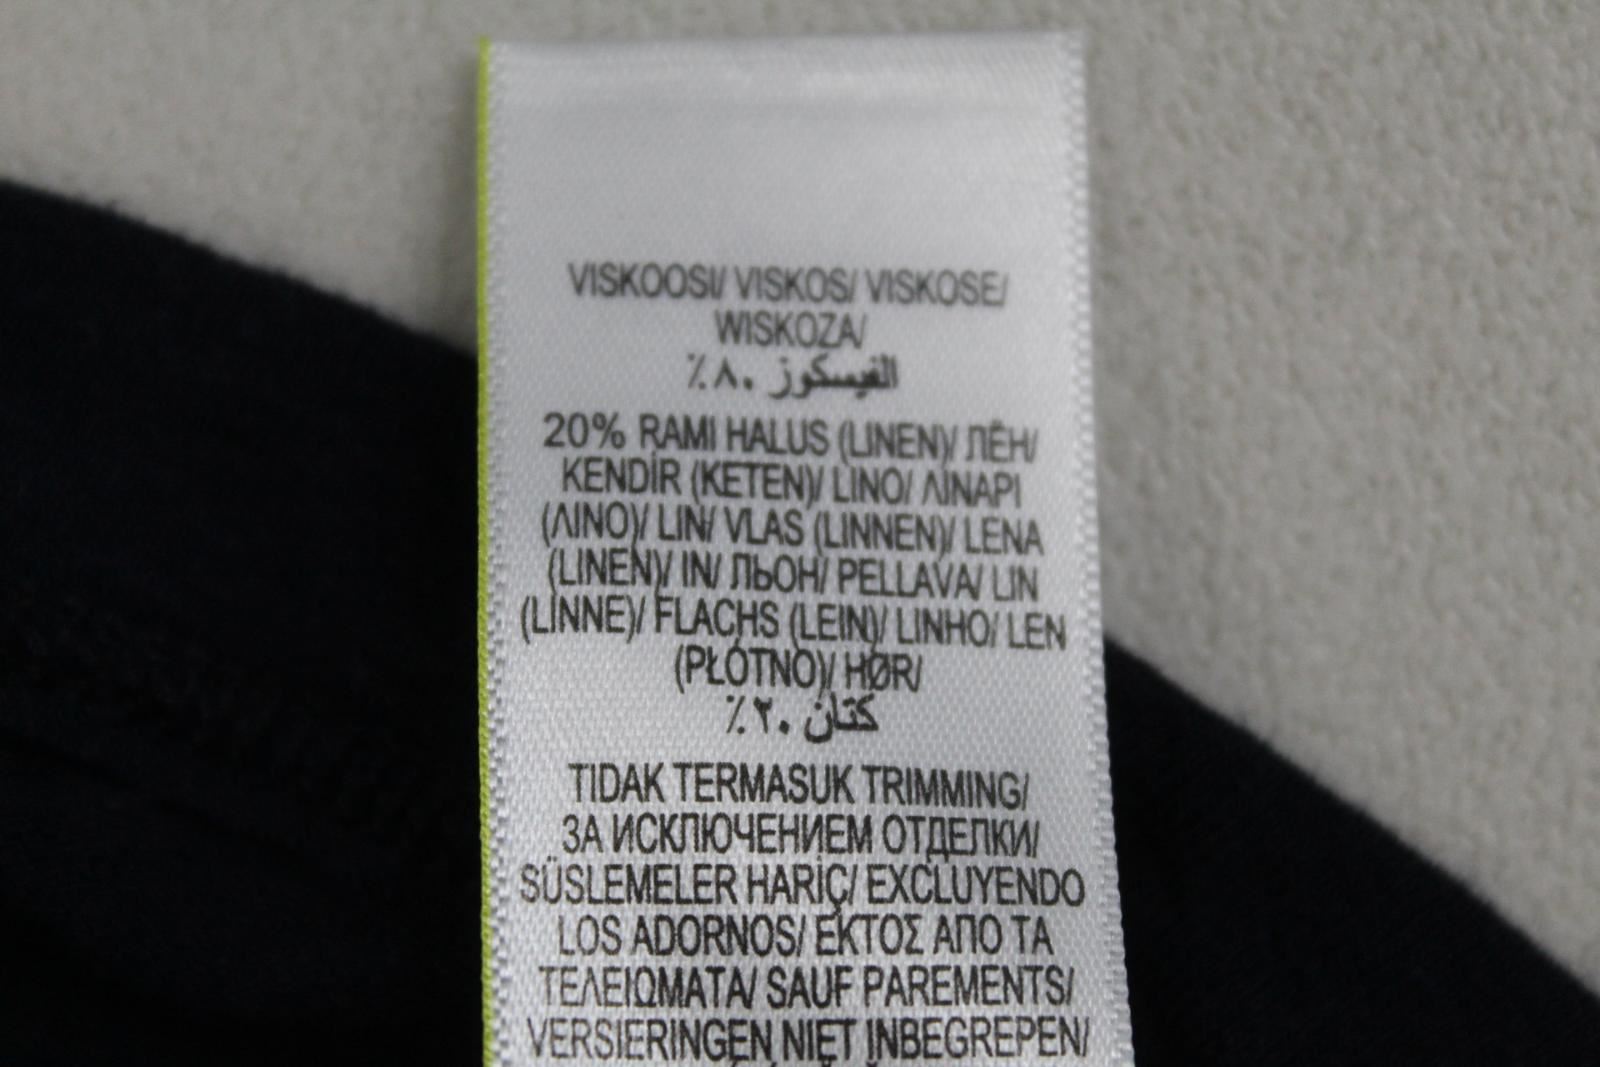 VISKOOSI/ VISKOS/ VISKOSE/
WISKOZA/
الفيسكوز ٨٠٪
20% RAMI HALUS (LINEN)/ ЛЁН/
KENDİR (KETEN)/ LINO/ ΛΙΝΑΡΙ
(ΛΙΝΟ)/ LIN/ VLAS (LINNEN)/ LENA
(LINEN)/ IN/ ЛЬОН/ PELLAVA/ LIN
(LINNE)/ FLACHS (LEIN)/ LINHO/ LEN
(PŁÓTNO)/ HØR/
كتان ٢٠٪
TIDAK TERMASUK TRIMMING/
ЗА ИСКЛЮЧЕНИЕМ ОТДЕЛКИ/
SÜSLEMELER HARİÇ/ EXCLUYENDO
LOS ADORNOS/ ΕΚΤΟΣ ΑΠΟ ΤΑ
ΤΕΛΕΙΩΜΑΤΑ/ SAUF PAREMENTS/
VERSIERINGEN NIET INBEGREPEN/